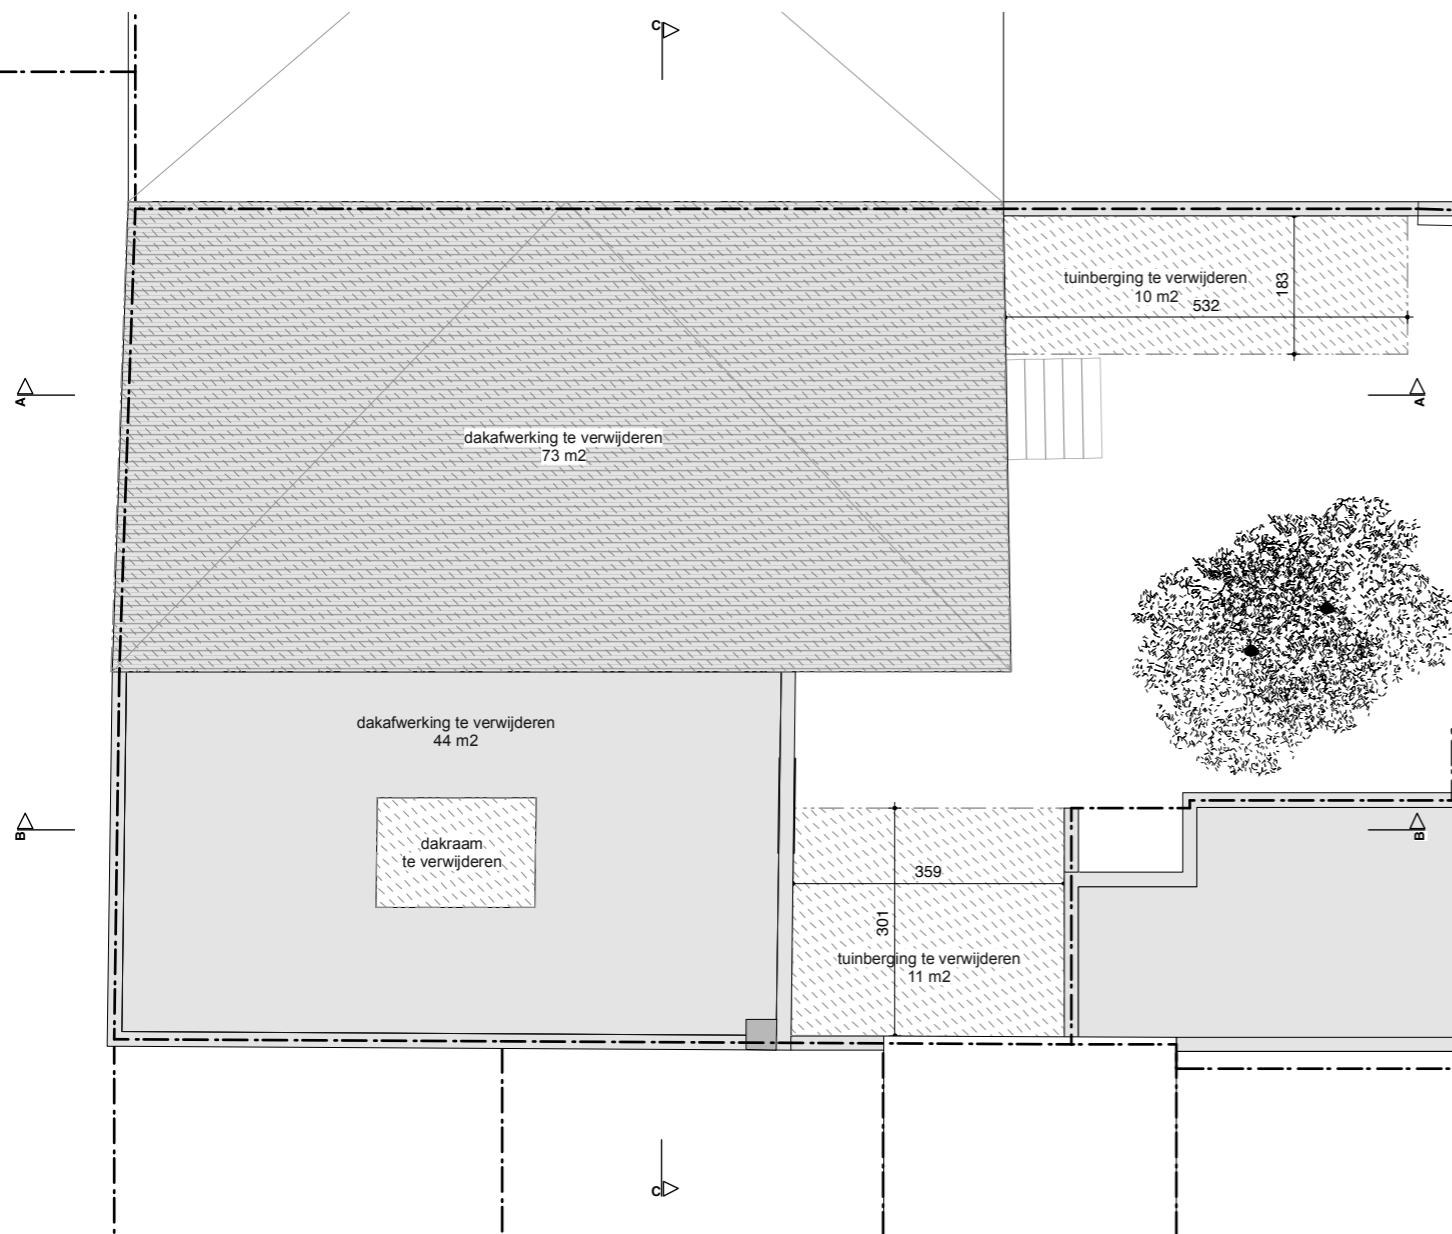 C
tuinberging te verwijderen
10 m2
532
183
A
A
dakafwerking te verwijderen
73 m2
dakafwerking te verwijderen
44 m2
dakraam
te verwijderen
B
B
359
301
tuinberging te verwijderen
11 m2
C